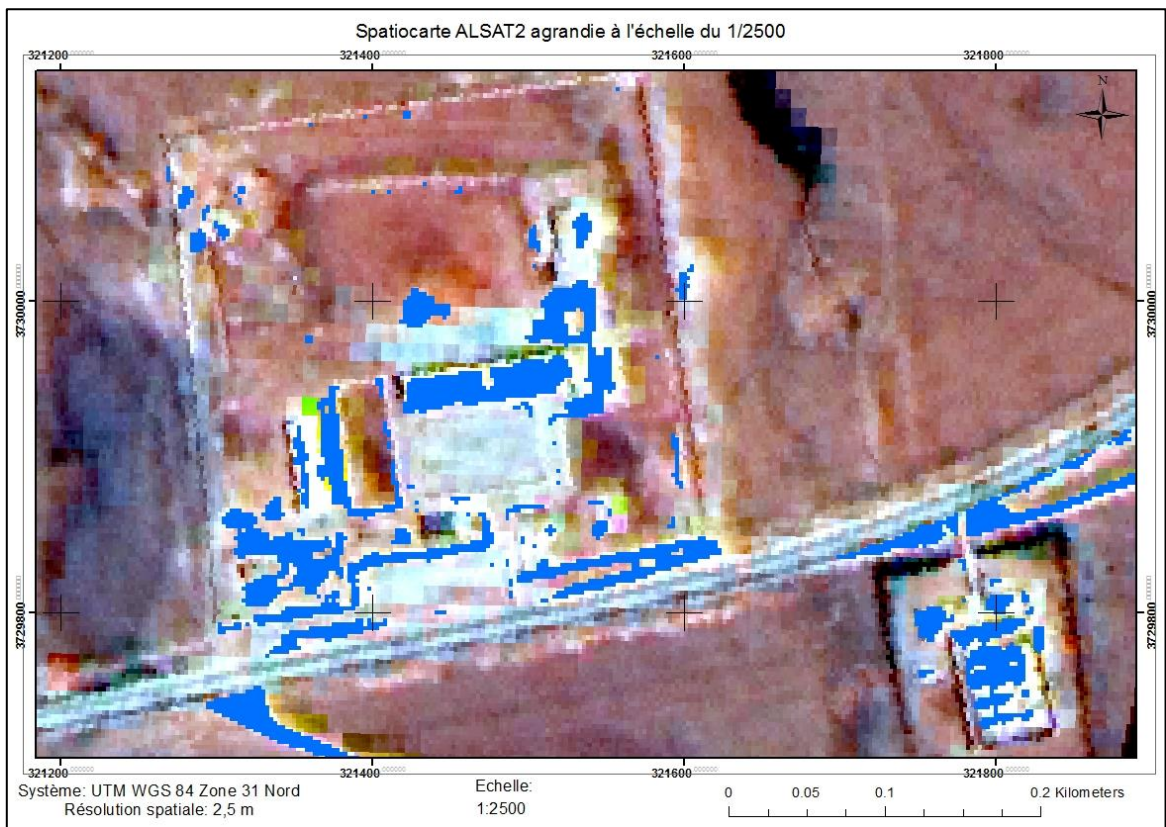 Spatiocarte ALSAT2 agrandie à l'échelle du 1/2500
321200 321400 321600 321800
N
3730000 3730000
3729800 3729800
321200 321400 321600 321800
Système: UTM WGS 84 Zone 31 Nord
Résolution spatiale: 2,5 m
Echelle:
1:2500
0 0.05 0.1 0.2 Kilometers